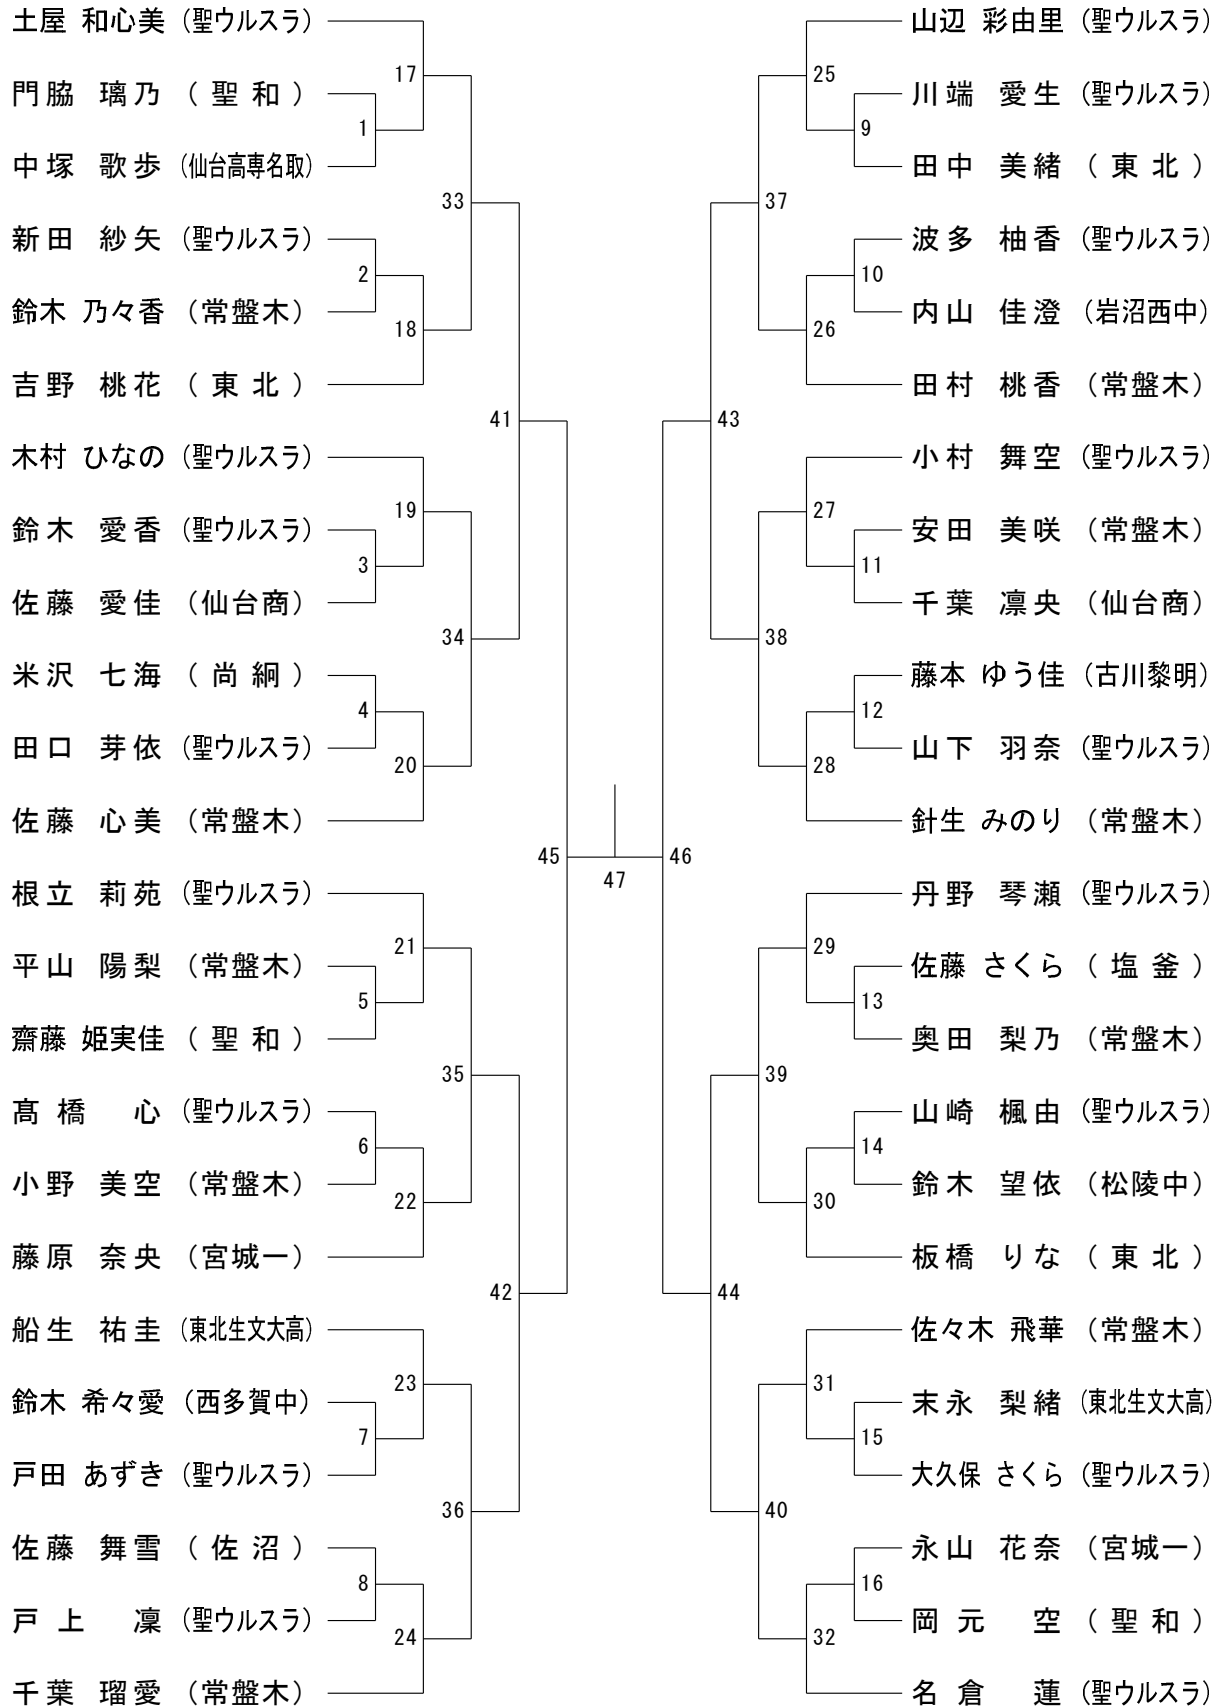 土屋 和心美 (聖ウルスラ)
門脇 璃乃 (聖和)
中塚 歌歩 (仙台高専名取)
新田 紗矢 (聖ウルスラ)
鈴木 乃々香 (常盤木)
吉野 桃花 (東北)
木村 ひなの (聖ウルスラ)
鈴木 愛香 (聖ウルスラ)
佐藤 愛佳 (仙台商)
米沢 七海 (尚絅)
田口 芽依 (聖ウルスラ)
佐藤 心美 (常盤木)
根立 莉苑 (聖ウルスラ)
平山 陽梨 (常盤木)
齋藤 姫実佳 (聖和)
髙橋 心 (聖ウルスラ)
小野 美空 (常盤木)
藤原 奈央 (宮城一)
船生 祐圭 (東北生文大高)
鈴木 希々愛 (西多賀中)
戸田 あずき (聖ウルスラ)
佐藤 舞雪 (佐沼)
戸上 凜 (聖ウルスラ)
千葉 瑠愛 (常盤木)
1
2
3
4
5
6
7
8
17
18
19
20
21
22
23
24
33
34
35
36
41
42
45
47
46
43
44
37
38
39
40
25
26
27
28
29
30
31
32
9
10
11
12
13
14
15
16
山辺 彩由里 (聖ウルスラ)
川端 愛生 (聖ウルスラ)
田中 美緒 (東北)
波多 柚香 (聖ウルスラ)
内山 佳澄 (岩沼西中)
田村 桃香 (常盤木)
小村 舞空 (聖ウルスラ)
安田 美咲 (常盤木)
千葉 凛央 (仙台商)
藤本 ゆう佳 (古川黎明)
山下 羽奈 (聖ウルスラ)
針生 みのり (常盤木)
丹野 琴瀬 (聖ウルスラ)
佐藤 さくら (塩釜)
奥田 梨乃 (常盤木)
山崎 楓由 (聖ウルスラ)
鈴木 望依 (松陵中)
板橋 りな (東北)
佐々木 飛華 (常盤木)
末永 梨緒 (東北生文大高)
大久保 さくら (聖ウルスラ)
永山 花奈 (宮城一)
岡元 空 (聖和)
名倉 蓮 (聖ウルスラ)